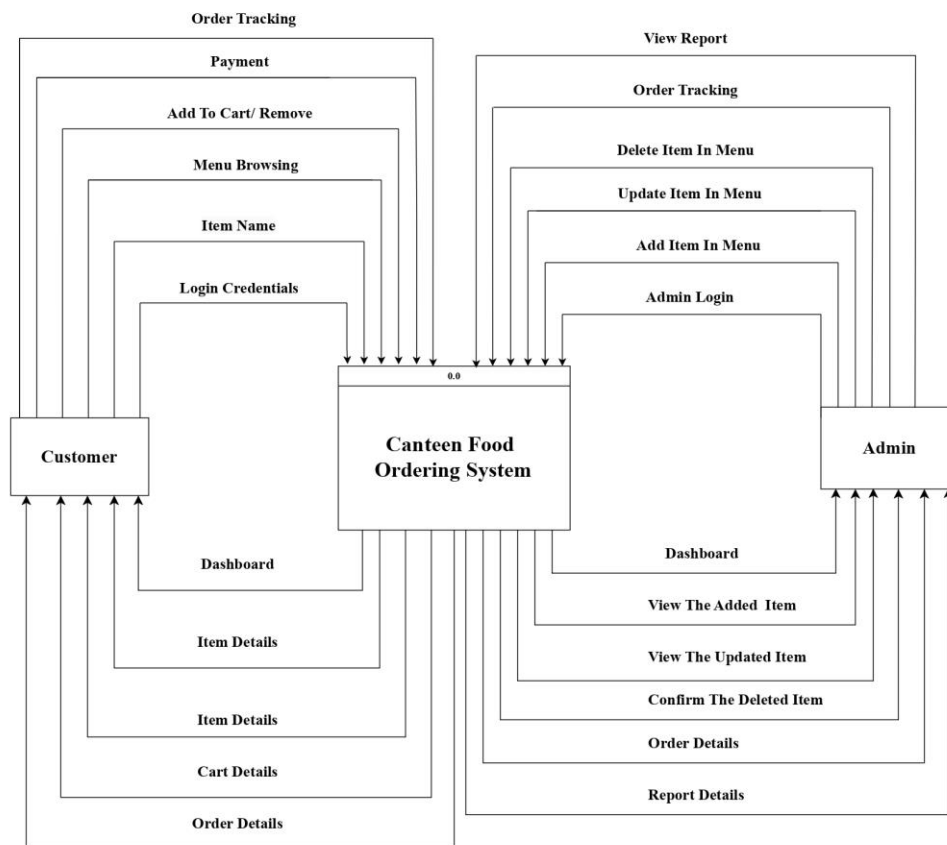 Order Tracking
Payment
Add To Cart/ Remove
Menu Browsing
Item Name
Login Credentials
View Report
Order Tracking
Delete Item In Menu
Update Item In Menu
Add Item In Menu
Admin Login
0.0
Canteen Food
Ordering System
Customer
Admin
Dashboard
Item Details
Item Details
Cart Details
Order Details
Dashboard
View The Added Item
View The Updated Item
Confirm The Deleted Item
Order Details
Report Details